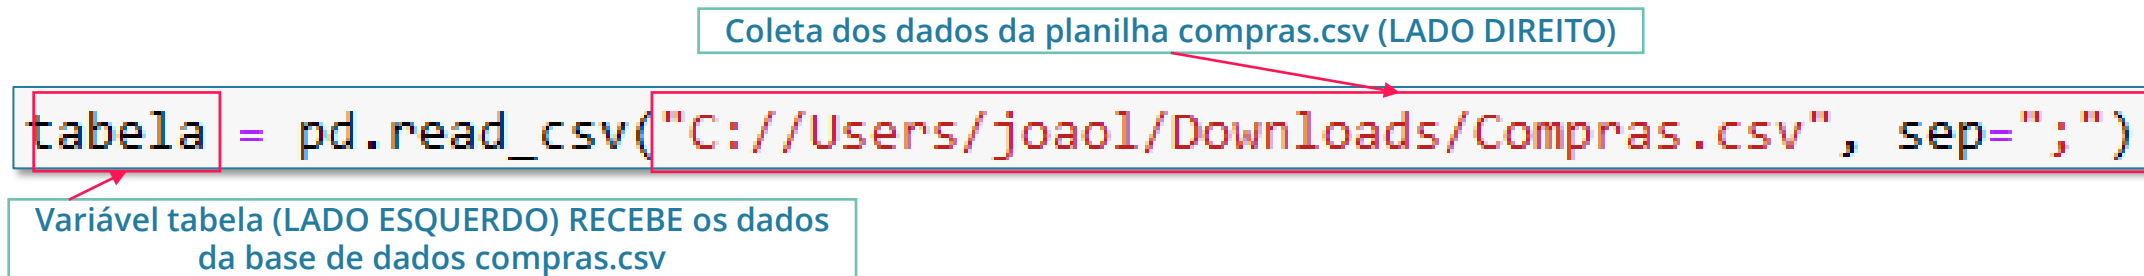 Coleta dos dados da planilha compras.csv (LADO DIREITO)
tabela = pd.read_csv("C://Users/joaol/Downloads/Compras.csv", sep=";")
Variável tabela (LADO ESQUERDO) RECEBE os dados
da base de dados compras.csv